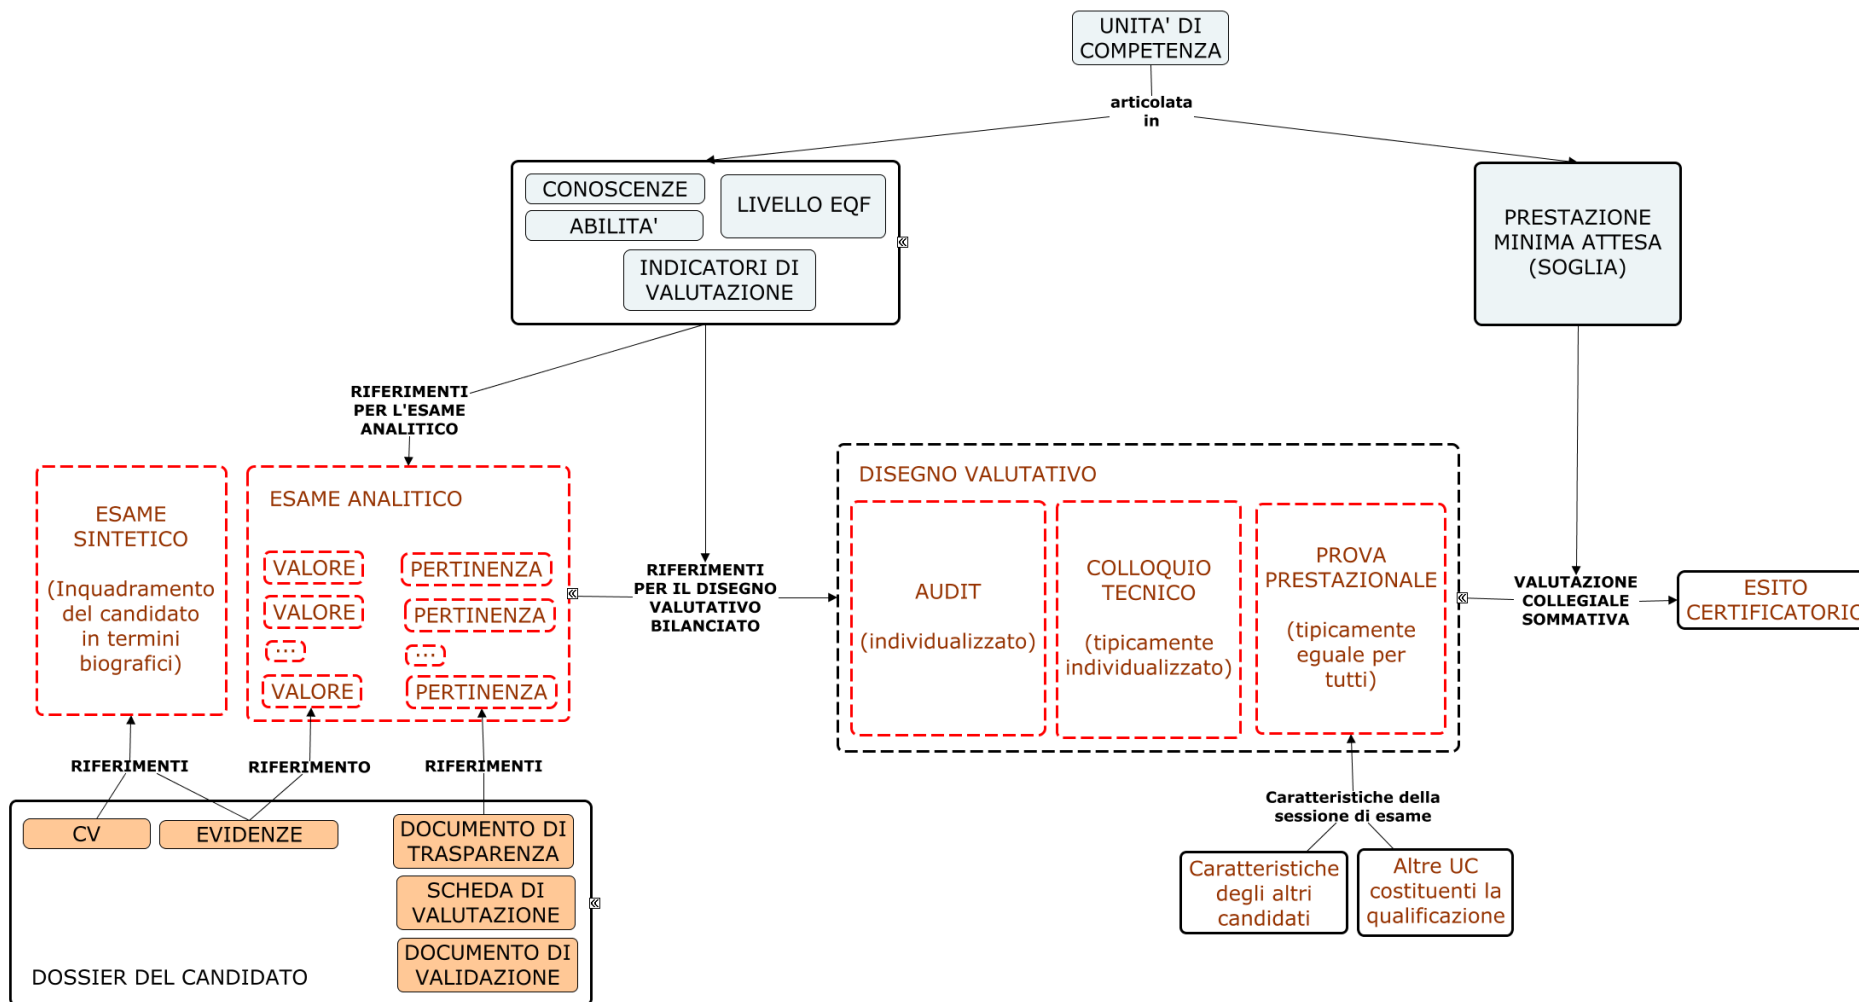 UNITA' DI
COMPETENZA
articolata
in
CONOSCENZE
ABILITA'
LIVELLO EQF
INDICATORI DI
VALUTAZIONE
PRESTAZIONE
MINIMA ATTESA
(SOGLIA)
RIFERIMENTI
PER L'ESAME
ANALITICO
ESAME
SINTETICO
(Inquadramento
del candidato
in termini
biografici)
ESAME ANALITICO
VALORE
VALORE
...
VALORE
PERTINENZA
PERTINENZA
...
PERTINENZA
RIFERIMENTI
PER IL DISEGNO
VALUTATIVO
BILANCIATO
DISEGNO VALUTATIVO
AUDIT
(individualizzato)
COLLOQUIO
TECNICO
(tipicamente
individualizzato)
PROVA
PRESTAZIONALE
(tipicamente
eguale per
tutti)
VALUTAZIONE
COLLEGIALE
SOMMATIVA
ESITO
CERTIFICATORIO
RIFERIMENTI
RIFERIMENTO
RIFERIMENTI
CV
EVIDENZE
DOCUMENTO DI
TRASPARENZA
SCHEDA DI
VALUTAZIONE
DOCUMENTO DI
VALIDAZIONE
DOSSIER DEL CANDIDATO
Caratteristiche della
sessione di esame
Caratteristiche
degli altri
candidati
Altre UC
costituenti la
qualificazione